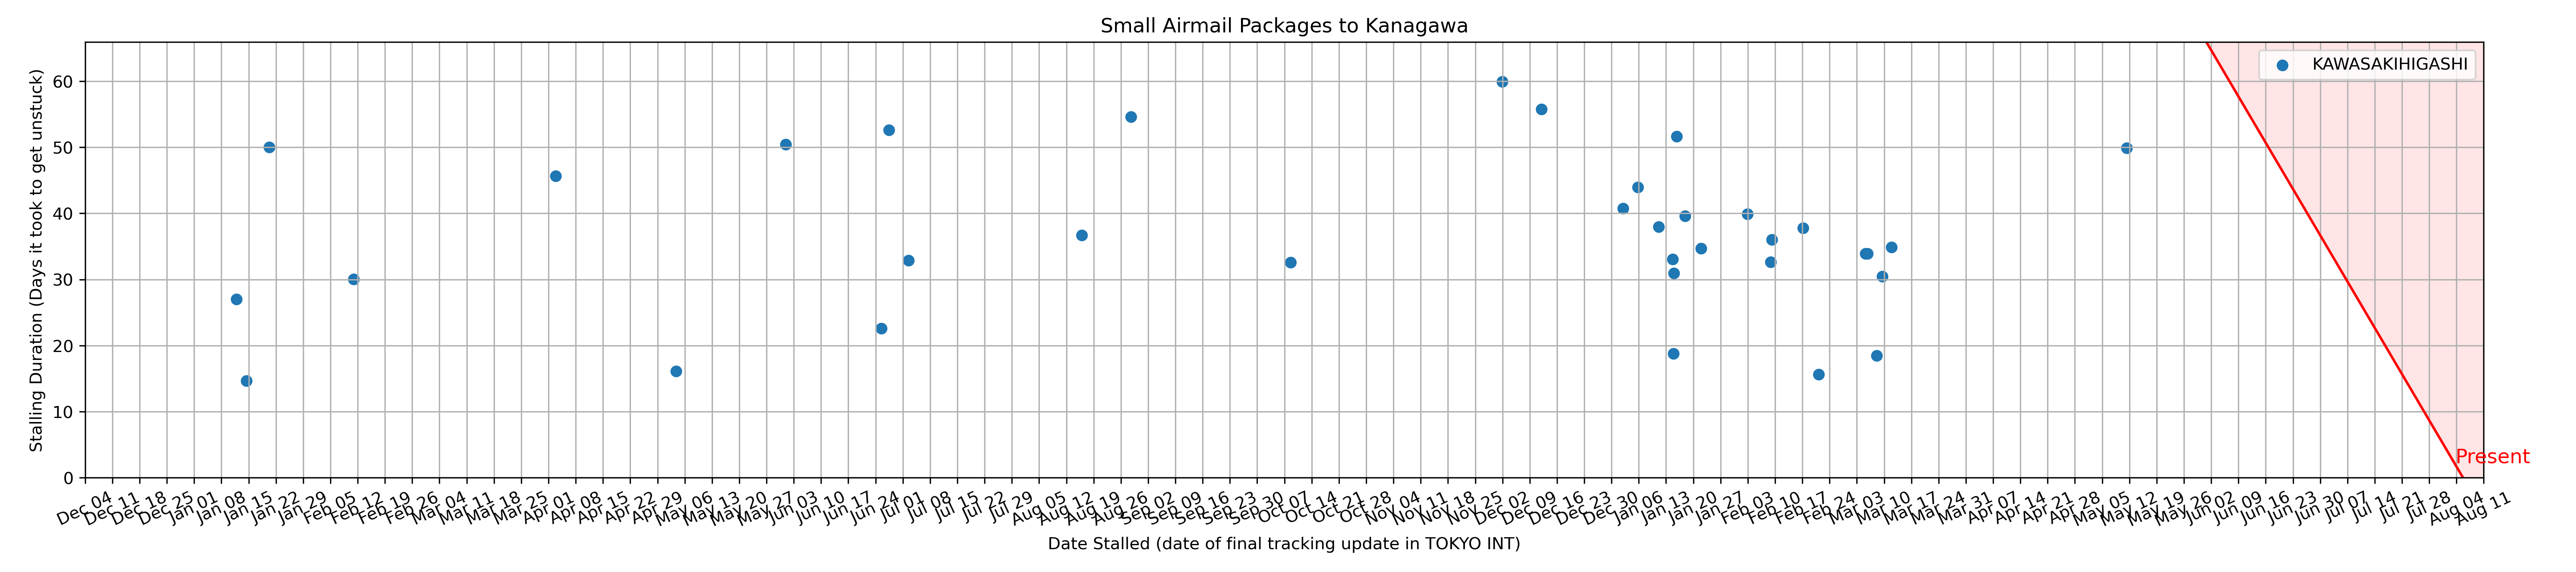 Small Airmail Packages to Kanagawa
KAWASAKIHIGASHI
Stalling Duration (Days it took to get unstuck)
60
50
40
30
20
10
0
Present
Dec 04
Dec 11
Dec 18
Dec 25
Jan 01
Jan 08
Jan 15
Jan 22
Jan 29
Feb 05
Feb 12
Feb 19
Feb 26
Mar 04
Mar 11
Mar 18
Mar 25
Apr 01
Apr 08
Apr 15
Apr 22
Apr 29
May 06
May 13
May 20
May 27
Jun 03
Jun 10
Jun 17
Jun 24
Jul 01
Jul 08
Jul 15
Jul 22
Jul 29
Aug 05
Aug 12
Aug 19
Aug 26
Sep 02
Sep 09
Sep 16
Sep 23
Sep 30
Oct 07
Oct 14
Oct 21
Oct 28
Nov 04
Nov 11
Nov 18
Nov 25
Dec 02
Dec 09
Dec 16
Dec 23
Dec 30
Jan 06
Jan 13
Jan 20
Jan 27
Feb 03
Feb 10
Feb 17
Feb 24
Mar 03
Mar 10
Mar 17
Mar 24
Mar 31
Apr 07
Apr 14
Apr 21
Apr 28
May 05
May 12
May 19
May 26
Jun 02
Jun 09
Jun 16
Jun 23
Jun 30
Jul 07
Jul 14
Jul 21
Jul 28
Aug 04
Aug 11
Date Stalled (date of final tracking update in TOKYO INT)